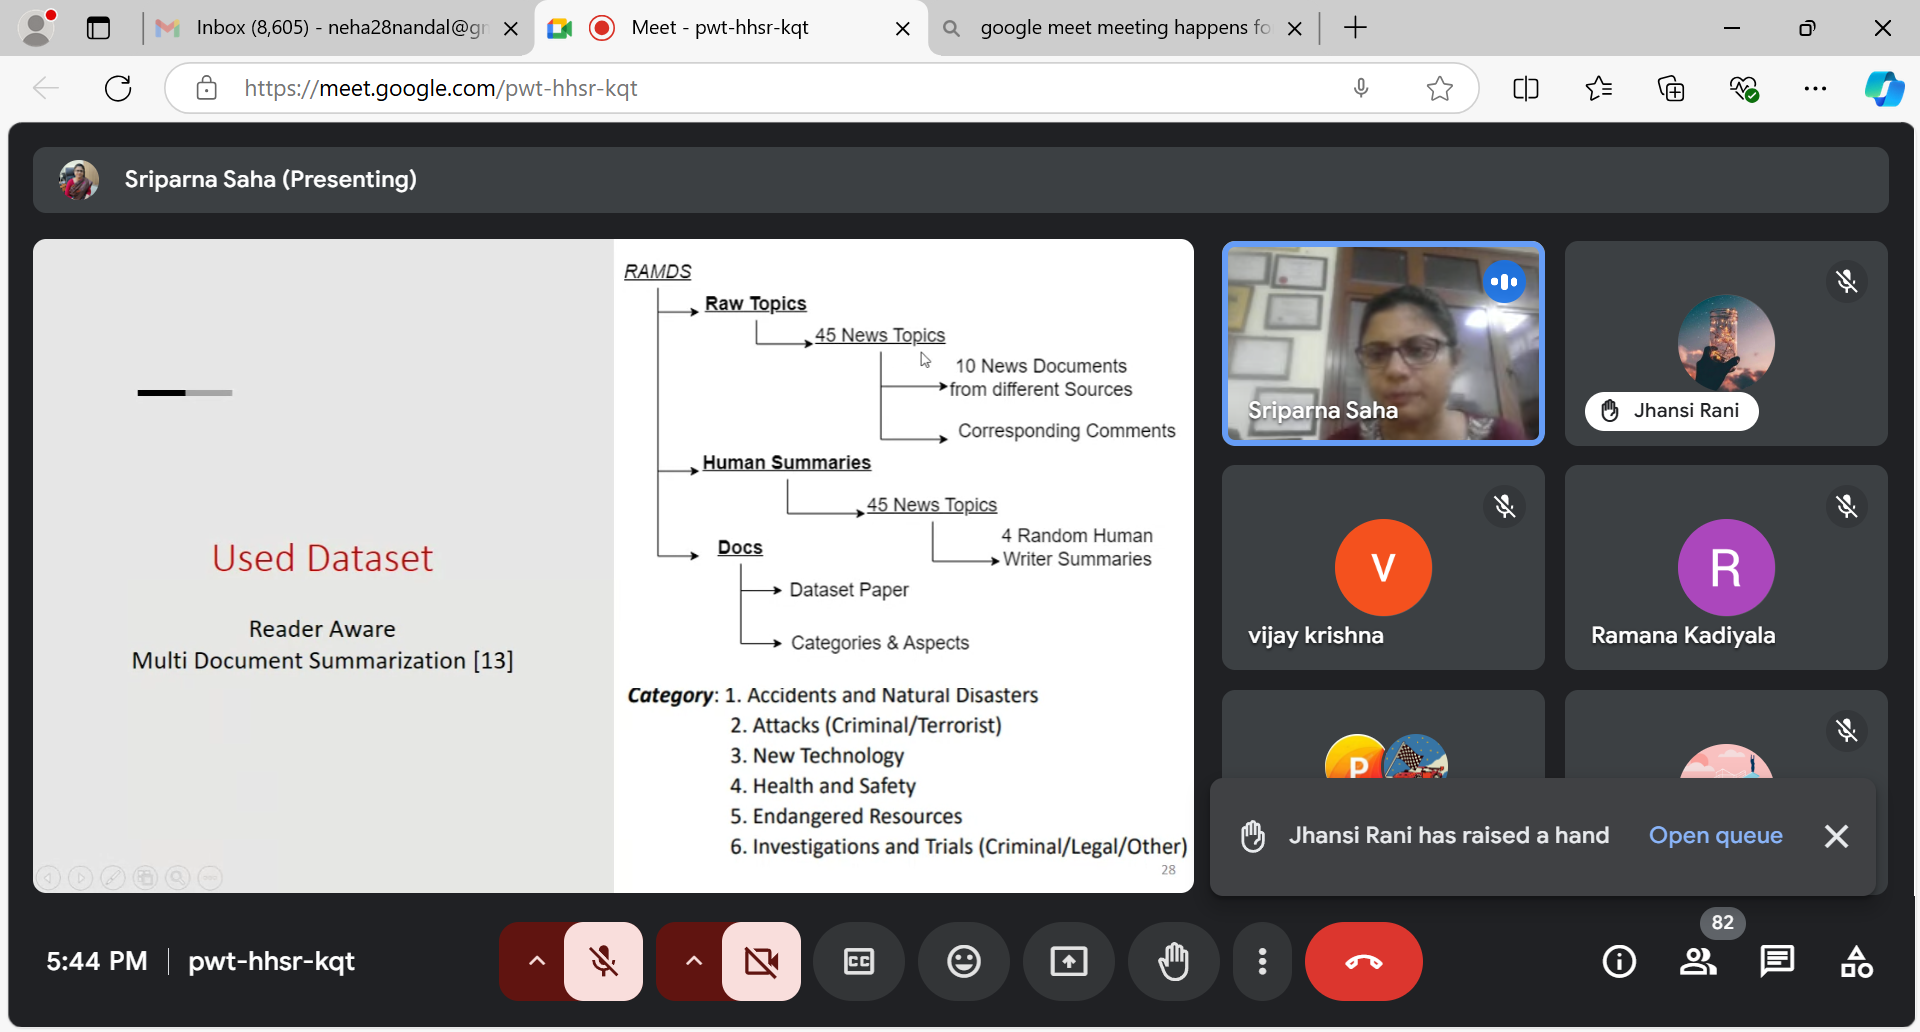 Inbox (8,605) - neha28nandal@gm
Meet - pwt-hhsr-kqt
google meet meeting happens fo
https://meet.google.com/pwt-hhsr-kqt
Sriparna Saha (Presenting)
Used Dataset
Reader Aware
Multi Document Summarization [13]
RAMDS
Raw Topics
45 News Topics
10 News Documents
from different Sources
Corresponding Comments
Human Summaries
45 News Topics
4 Random Human
Writer Summaries
Docs
Dataset Paper
Categories & Aspects
Category: 1. Accidents and Natural Disasters
2. Attacks (Criminal/Terrorist)
3. New Technology
4. Health and Safety
5. Endangered Resources
6. Investigations and Trials (Criminal/Legal/Other)
28
Sriparna Saha
Jhansi Rani
V
vijay krishna
R
Ramana Kadiyala
P
Jhansi Rani has raised a hand
Open queue
5:44 PM
pwt-hhsr-kqt
CC
82